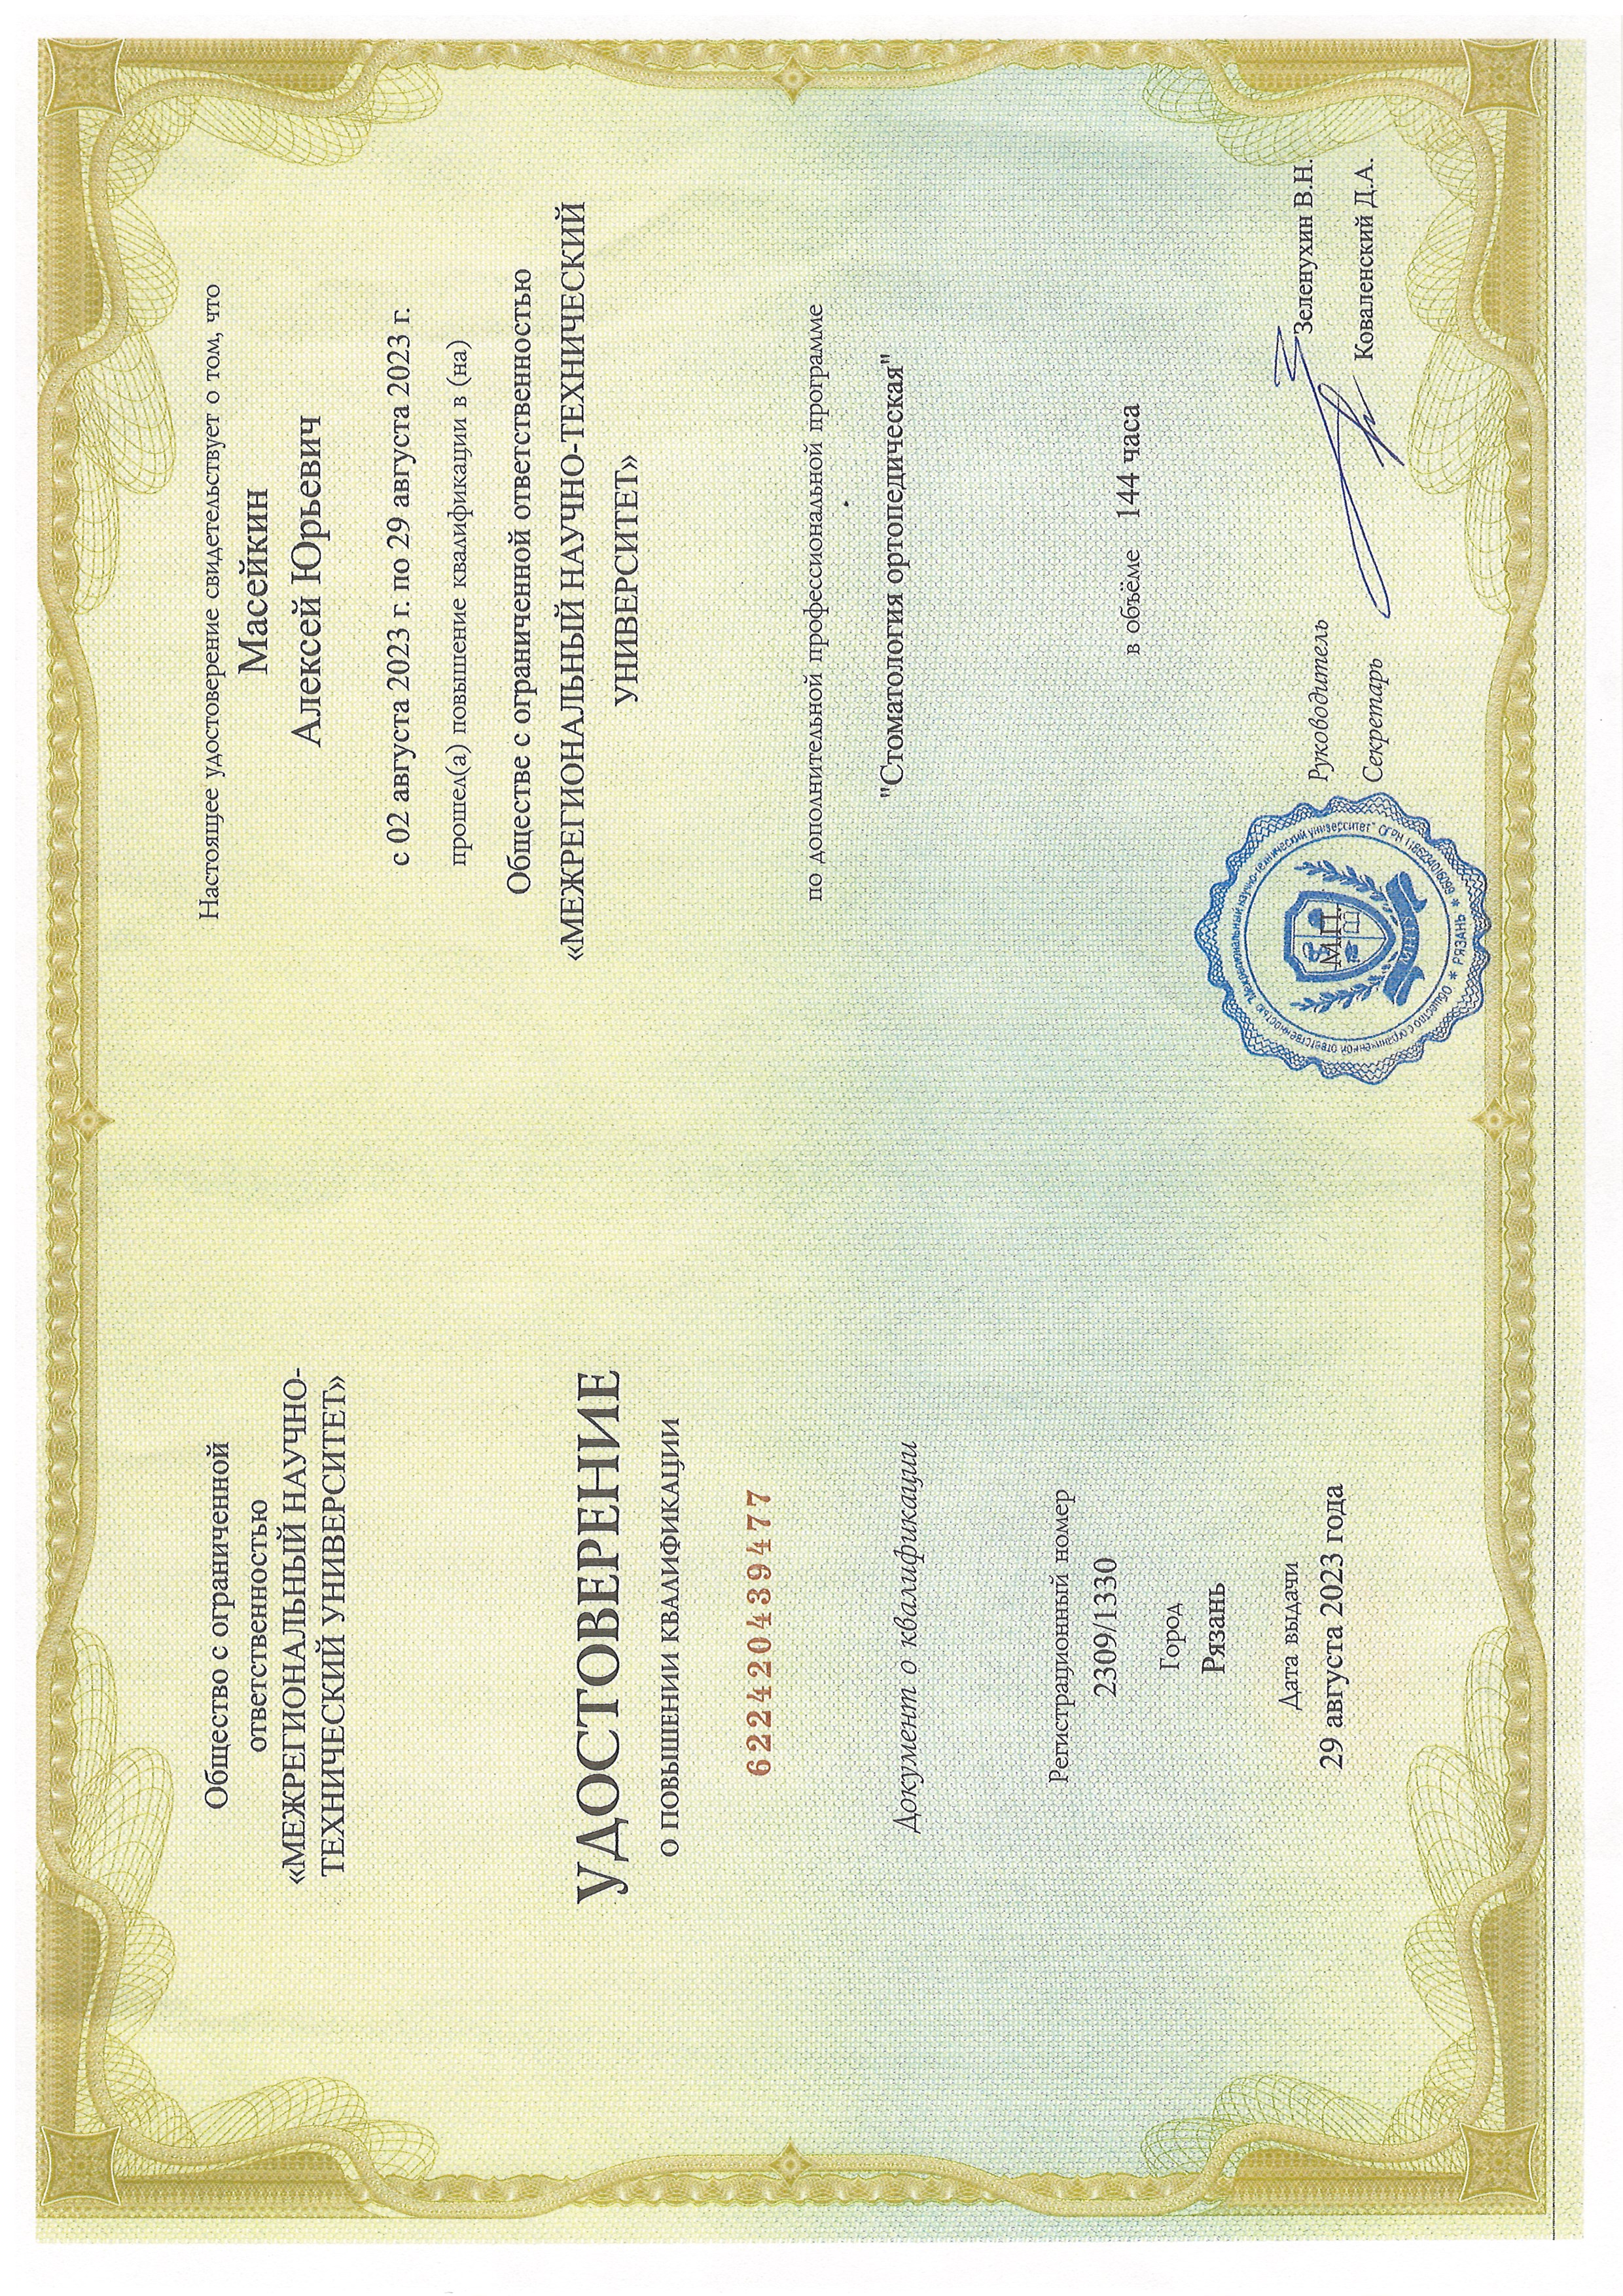 Общество с ограниченной
ответственностью
«МЕЖРЕГИОНАЛЬНЫЙ НАУЧНО-
ТЕХНИЧЕСКИЙ УНИВЕРСИТЕТ»
УДОСТОВЕРЕНИЕ
О ПОВЫШЕНИИ КВАЛИФИКАЦИИ
622420439477
Документ о квалификации
Регистрационный номер
2309/1330
Город
Рязань
Дата выдачи
29 августа 2023 года
Настоящее удостоверение свидетельствует о том, что
Масейкин
Алексей Юрьевич
с 02 августа 2023 г. по 29 августа 2023 г.
прошел(а) повышение квалификации в (на)
Обществе с ограниченной ответственностью
«МЕЖРЕГИОНАЛЬНЫЙ НАУЧНО-ТЕХНИЧЕСКИЙ
УНИВЕРСИТЕТ»
по дополнительной профессиональной программе
"Стоматология ортопедическая"
в объёме 144 часа
М.П.
Руководитель Зеленухин В.Н.
Секретарь Коваленский Д.А.
Общество с ограниченной ответственностью "Межрегиональный научно-технический университет" ОГРН
* РЯЗАНЬ *
МНТУ